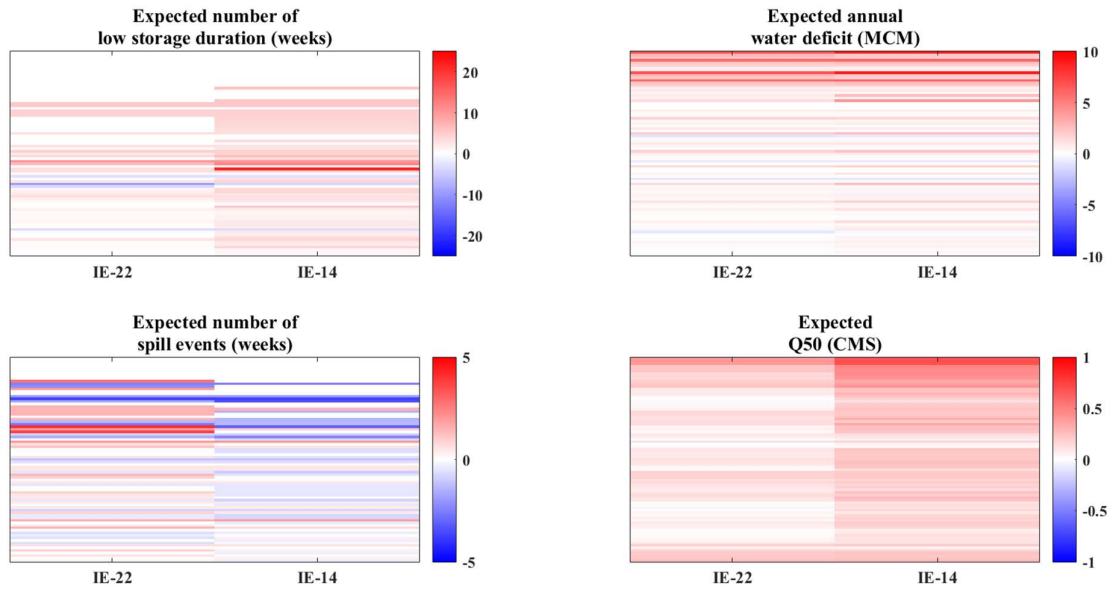 Expected number of
low storage duration (weeks)
20
10
0
-10
-20
IE-22
IE-14
Expected annual
water deficit (MCM)
10
5
0
-5
-10
IE-22
IE-14
Expected number of
spill events (weeks)
5
0
-5
IE-22
IE-14
Expected
Q50 (CMS)
1
0.5
0
-0.5
-1
IE-22
IE-14